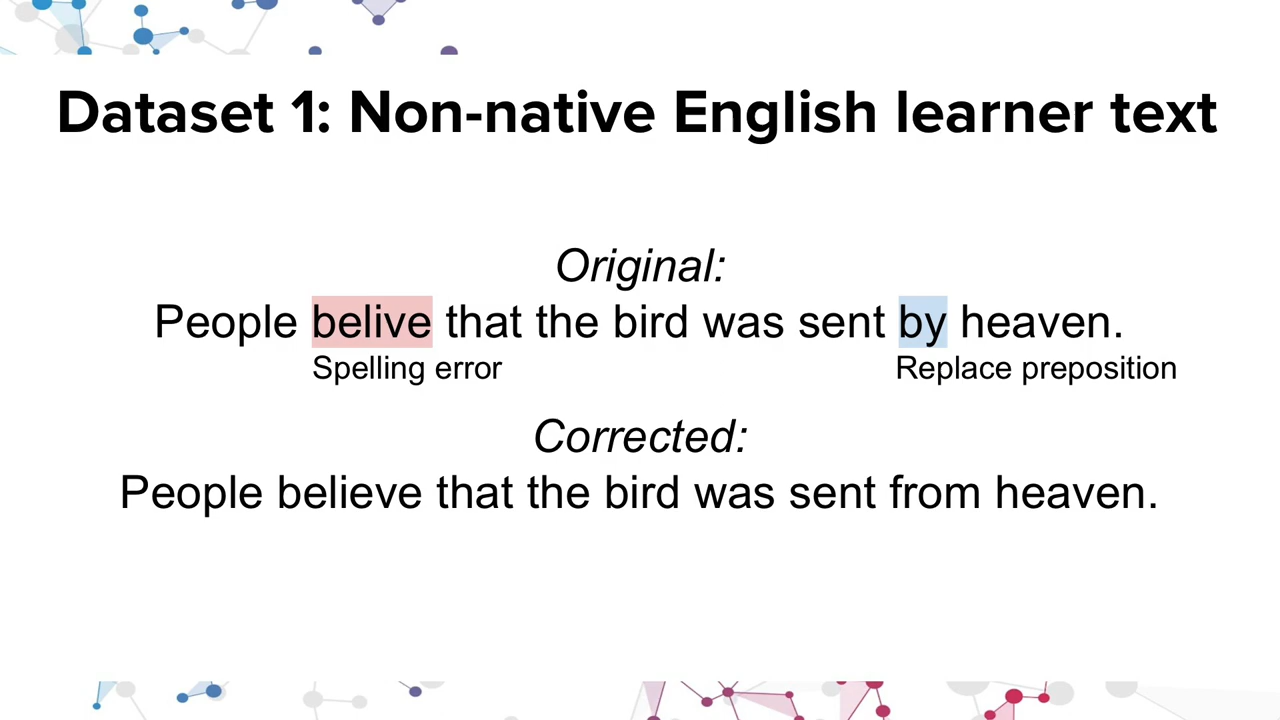 Dataset 1: Non-native English learner text
Original:
People belive that the bird was sent by heaven.
Spelling error Replace preposition
Corrected:
People believe that the bird was sent from heaven.